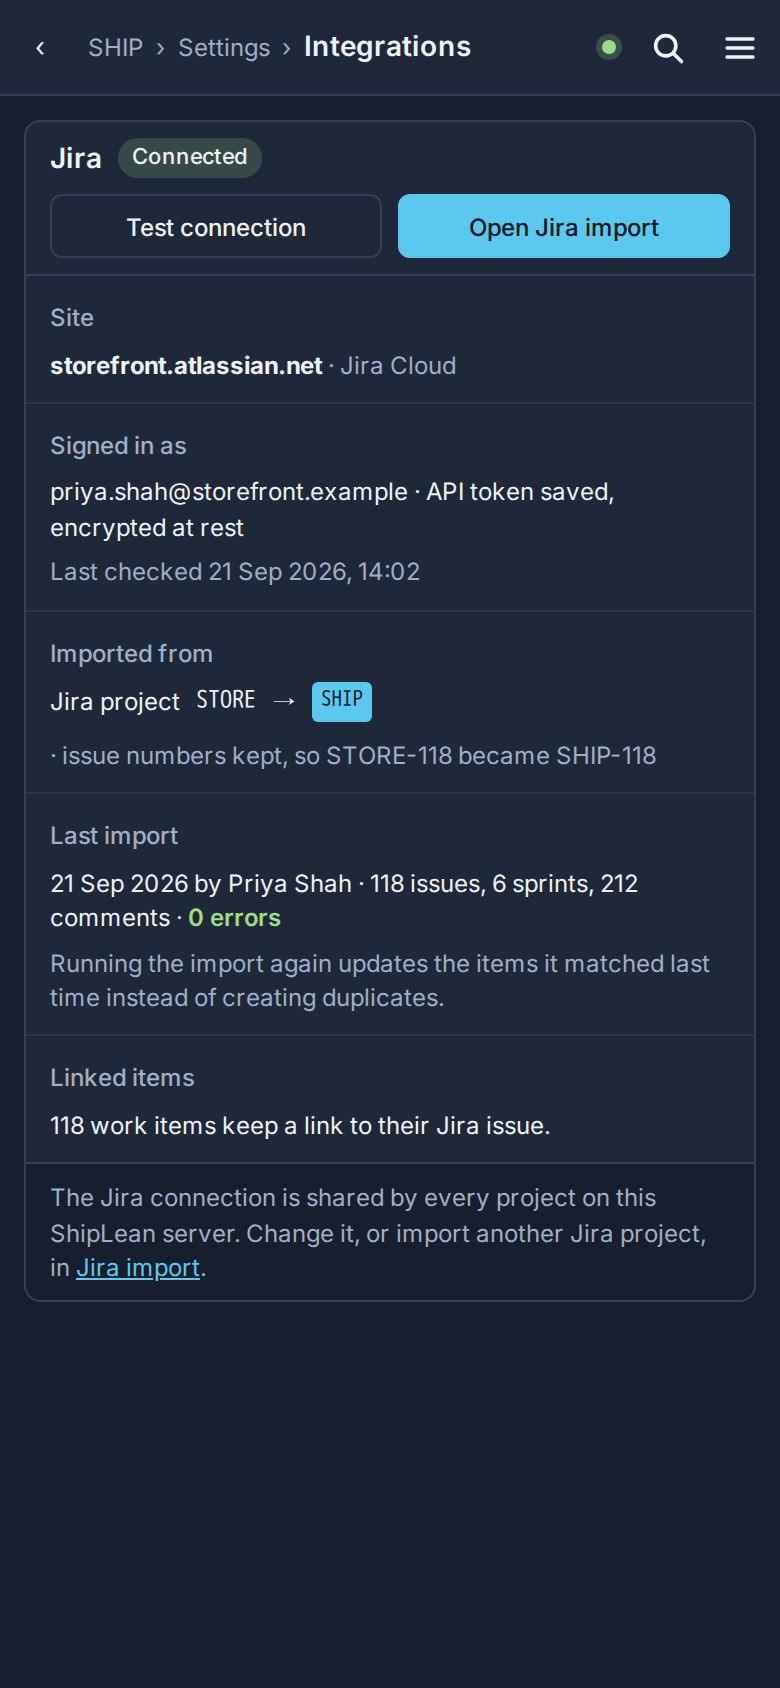 ‹ SHIP › Settings › Integrations
Jira Connected
Test connection Open Jira import
Site
storefront.atlassian.net · Jira Cloud
Signed in as
priya.shah@storefront.example · API token saved,
encrypted at rest
Last checked 21 Sep 2026, 14:02
Imported from
Jira project STORE → SHIP
· issue numbers kept, so STORE-118 became SHIP-118
Last import
21 Sep 2026 by Priya Shah · 118 issues, 6 sprints, 212
comments · 0 errors
Running the import again updates the items it matched last
time instead of creating duplicates.
Linked items
118 work items keep a link to their Jira issue.
The Jira connection is shared by every project on this
ShipLean server. Change it, or import another Jira project,
in Jira import.